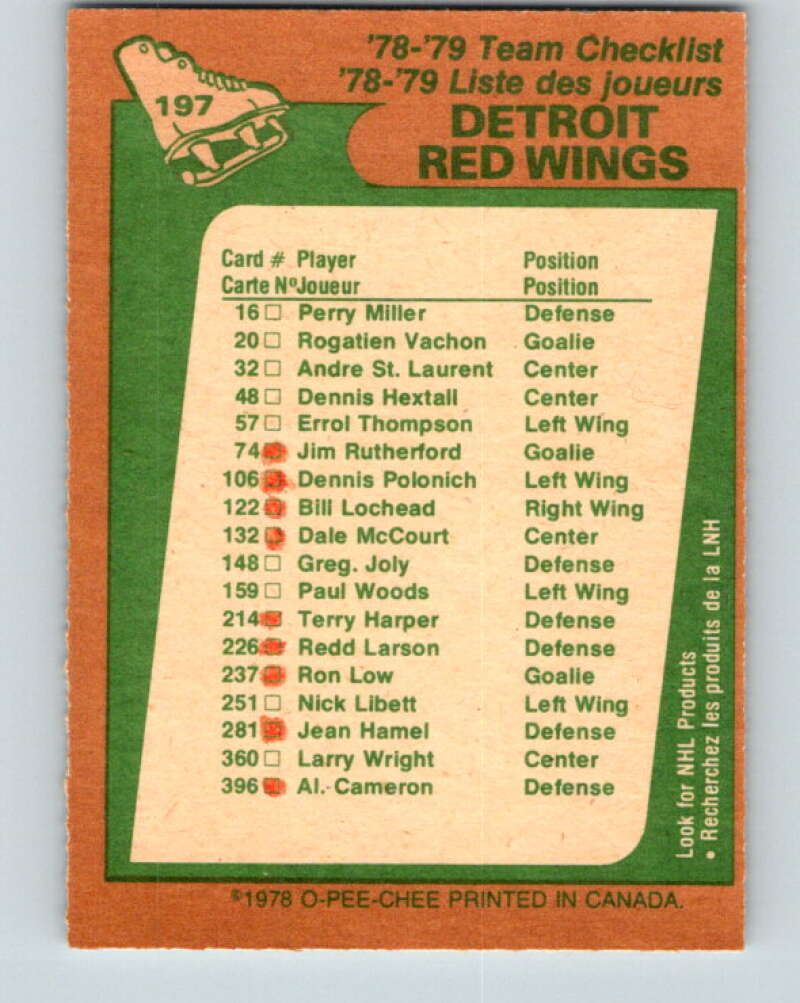 197
'78-'79 Team Checklist
'78-'79 Liste des joueurs
DETROIT
RED WINGS
Card # Player Position
Carte Nº Joueur Position
16 Perry Miller Defense
20 Rogatien Vachon Goalie
32 Andre St. Laurent Center
48 Dennis Hextall Center
57 Errol Thompson Left Wing
74 Jim Rutherford Goalie
106 Dennis Polonich Left Wing
122 Bill Lochead Right Wing
132 Dale McCourt Center
148 Greg. Joly Defense
159 Paul Woods Left Wing
214 Terry Harper Defense
226 Redd Larson Defense
237 Ron Low Goalie
251 Nick Libett Left Wing
281 Jean Hamel Defense
360 Larry Wright Center
396 Al. Cameron Defense
Look for NHL Products
• Recherchez les produits de la LNH
©1978 O-PEE-CHEE PRINTED IN CANADA.